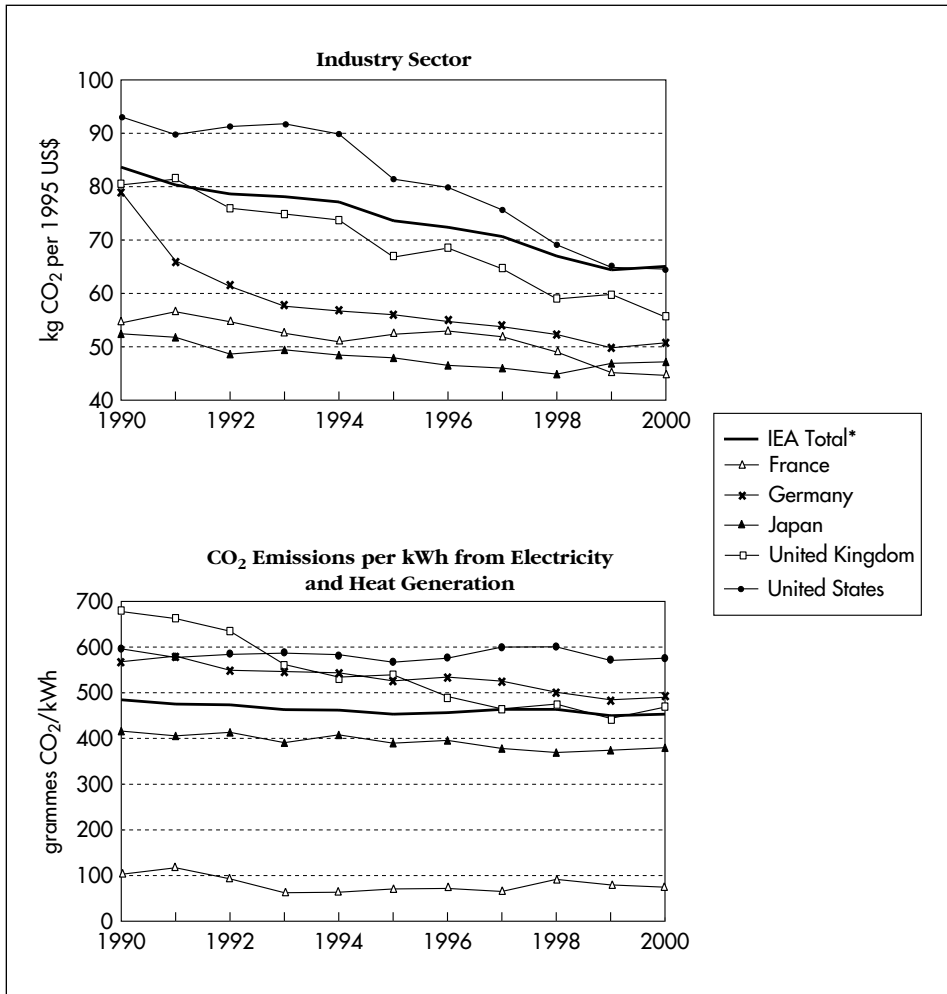 Industry Sector
kg CO₂ per 1995 US$
100
90
80
70
60
50
40
1990
1992
1994
1996
1998
2000
IEA Total*
France
Germany
Japan
United Kingdom
United States
CO₂ Emissions per kWh from Electricity
and Heat Generation
grammes CO₂/kWh
700
600
500
400
300
200
100
0
1990
1992
1994
1996
1998
2000